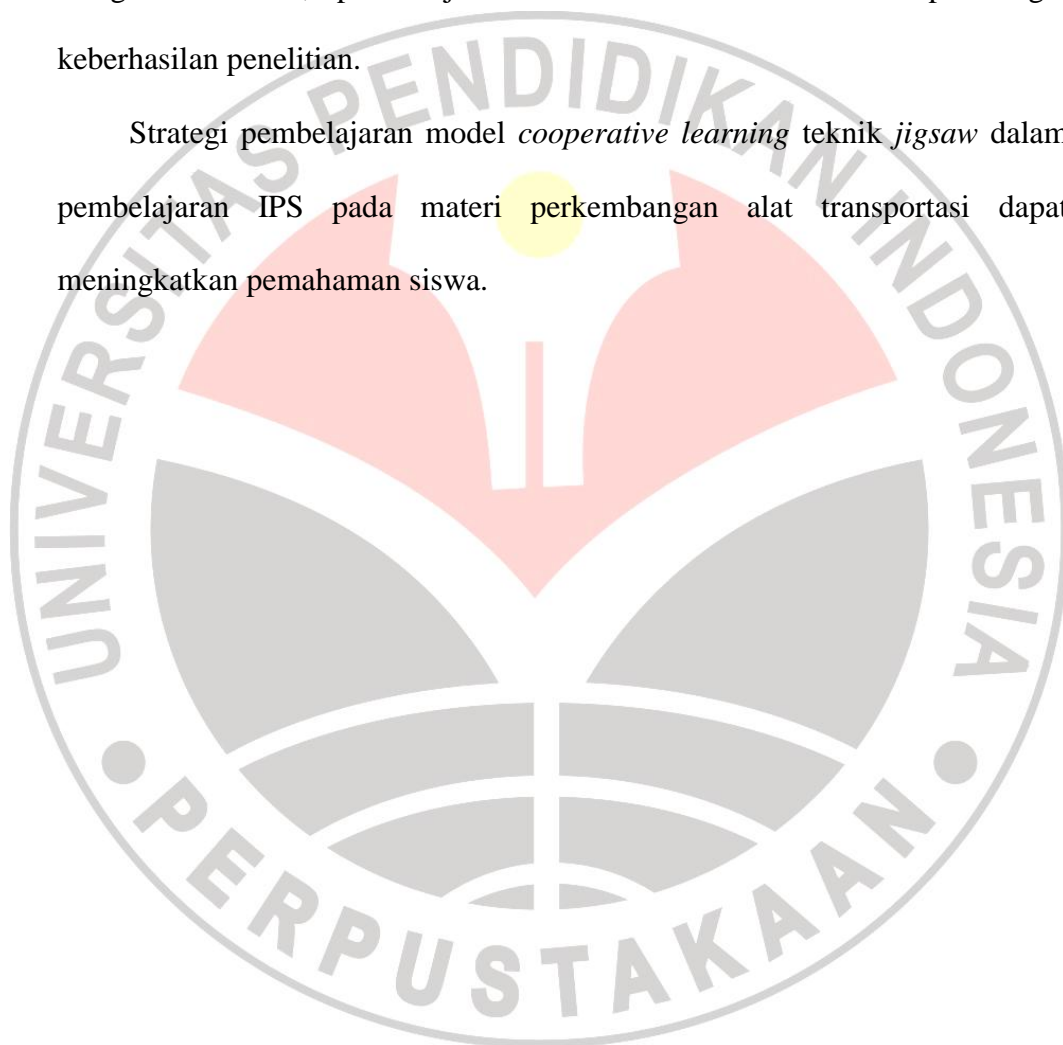 keberhasilan penelitian.
Strategi pembelajaran model cooperative learning teknik jigsaw dalam
pembelajaran IPS pada materi perkembangan alat transportasi dapat
meningkatkan pemahaman siswa.
UNIVERSITAS PENDIDIKAN INDONESIA
PERPUSTAKAAN